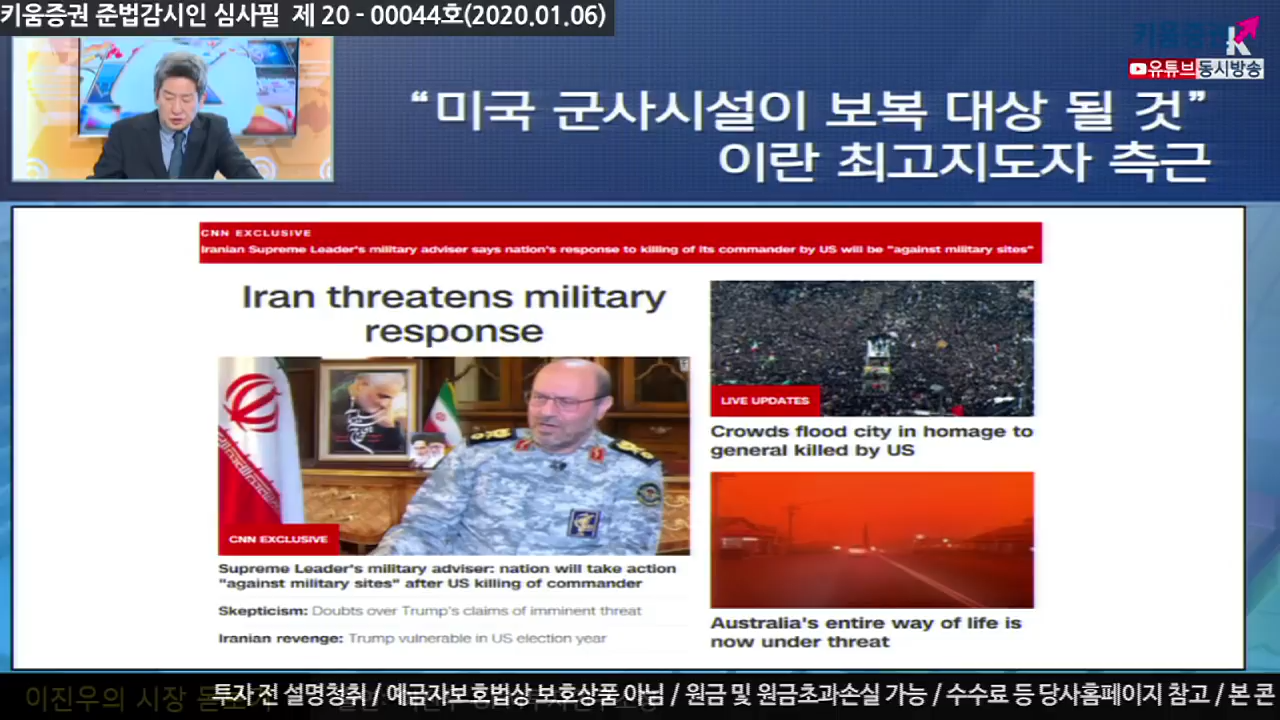 키움증권 준법감시인 심사필 제 20 - 00044호(2020.01.06)
키움증권
유튜브 동시방송
“미국 군사시설이 보복 대상 될 것”
이란 최고지도자 측근
CNN EXCLUSIVE
Iranian Supreme Leader's military adviser says nation's response to killing of its commander by US will be "against military sites"
Iran threatens military
response
CNN EXCLUSIVE
Supreme Leader's military adviser: nation will take action
"against military sites" after US killing of commander
Skepticism: Doubts over Trump's claims of imminent threat
Iranian revenge: Trump vulnerable in US election year
LIVE UPDATES
Crowds flood city in homage to
general killed by US
Australia's entire way of life is
now under threat
이진우의 시장
투자 전 설명청취 / 예금자보호법상 보호상품 아님 / 원금 및 원금초과손실 가능 / 수수료 등 당사홈페이지 참고 / 본 콘